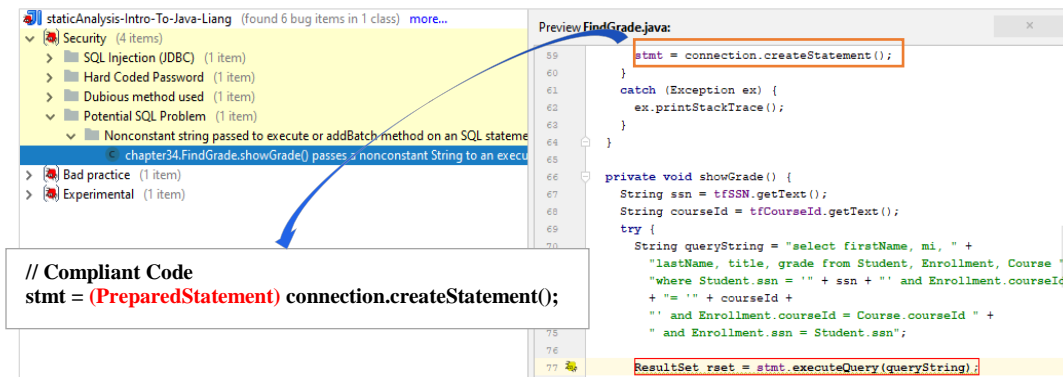 staticAnalysis-Intro-To-Java-Liang (found 6 bug items in 1 class) more...
Security (4 items)
SQL Injection (JDBC) (1 item)
Hard Coded Password (1 item)
Dubious method used (1 item)
Potential SQL Problem (1 item)
Nonconstant string passed to execute or addBatch method on an SQL stateme
chapter34.FindGrade.showGrade() passes a nonconstant String to an execu
Bad practice (1 item)
Experimental (1 item)
// Compliant Code
stmt = (PreparedStatement) connection.createStatement();
Preview FindGrade.java:
59 stmt = connection.createStatement();
60 }
61 catch (Exception ex) {
62 ex.printStackTrace();
63 }
64 }
65
66 private void showGrade() {
67 String ssn = tfSSN.getText();
68 String courseId = tfCourseId.getText();
69 try {
70 String queryString = "select firstName, mi, " +
"lastName, title, grade from Student, Enrollment, Course "
"where Student.ssn = '" + ssn + "' and Enrollment.courseId
+ "= '" + courseId +
"' and Enrollment.courseId = Course.courseId " +
75 " and Enrollment.ssn = Student.ssn";
76
77 ResultSet rset = stmt.executeQuery(queryString);